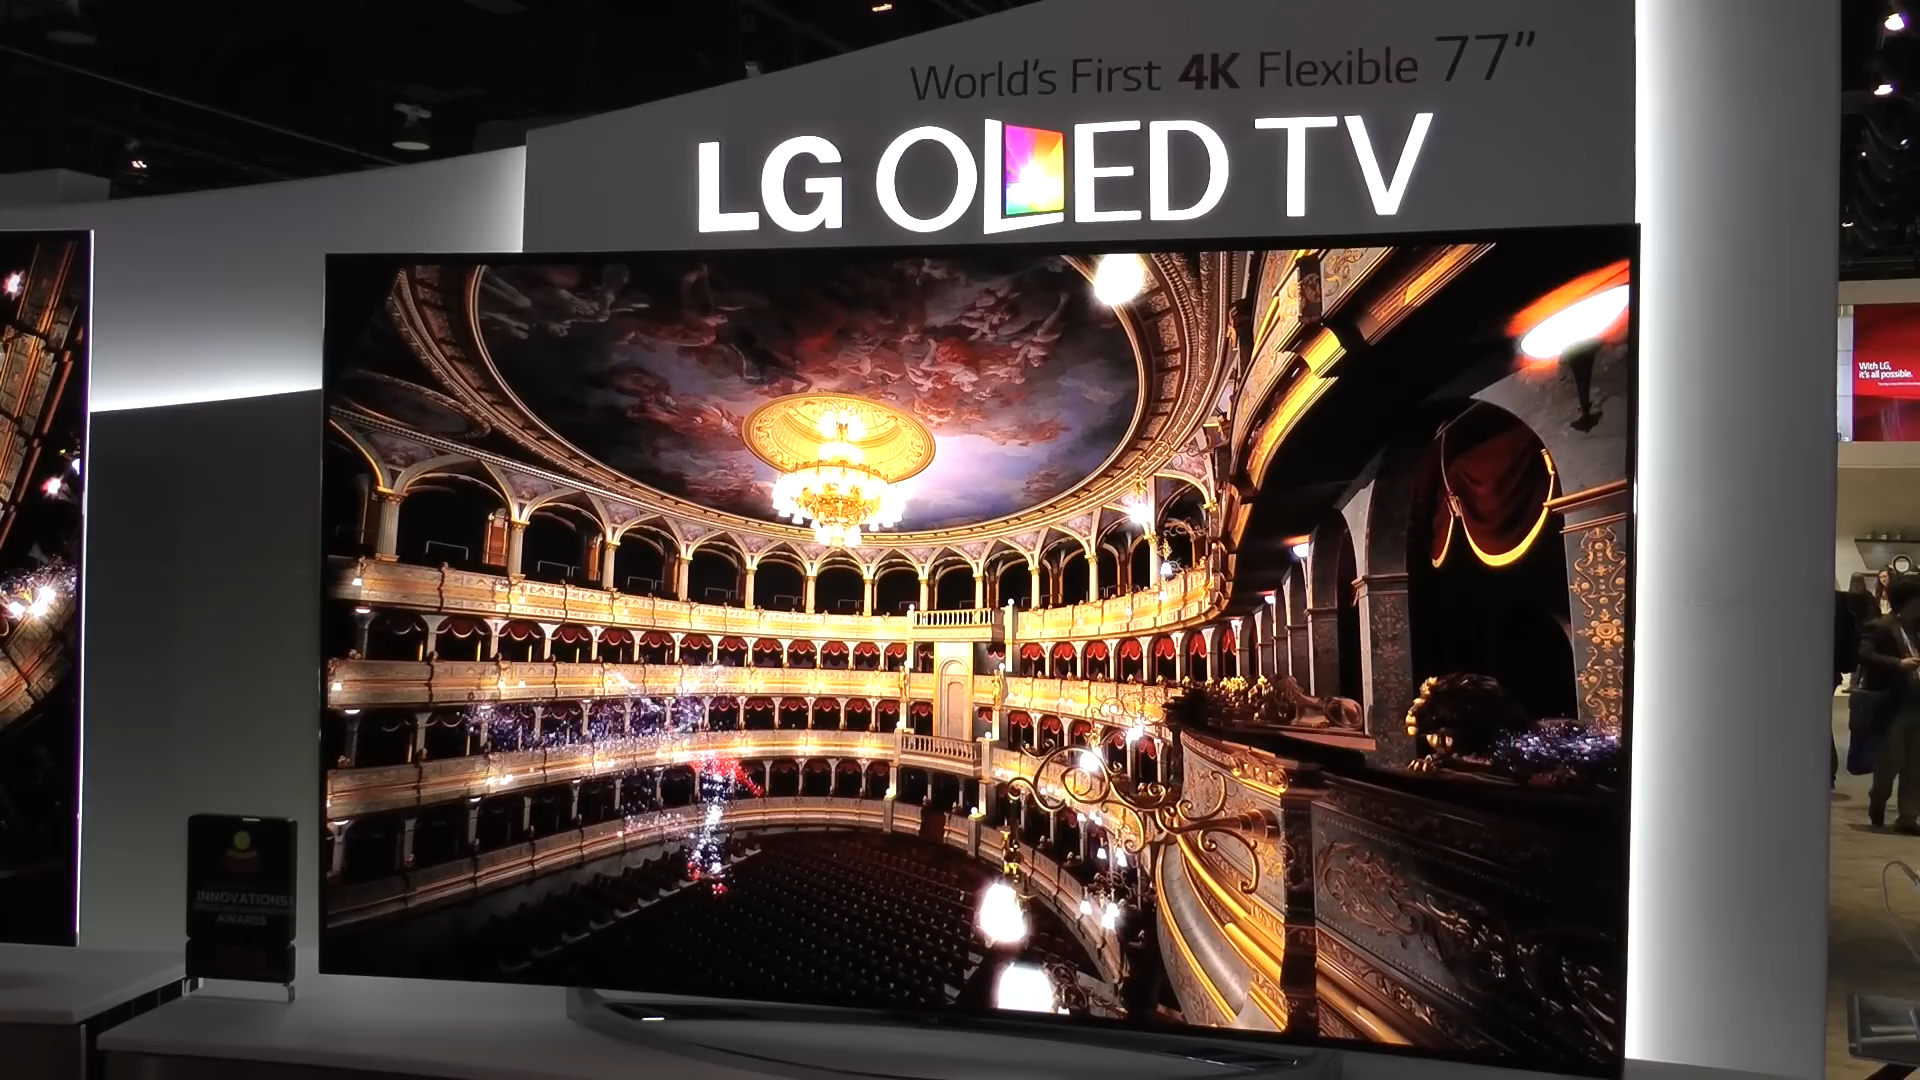 World's First 4K Flexible 77"
LG OLED TV
With LG,
it's all possible.
INNOVATIONS
AWARDS